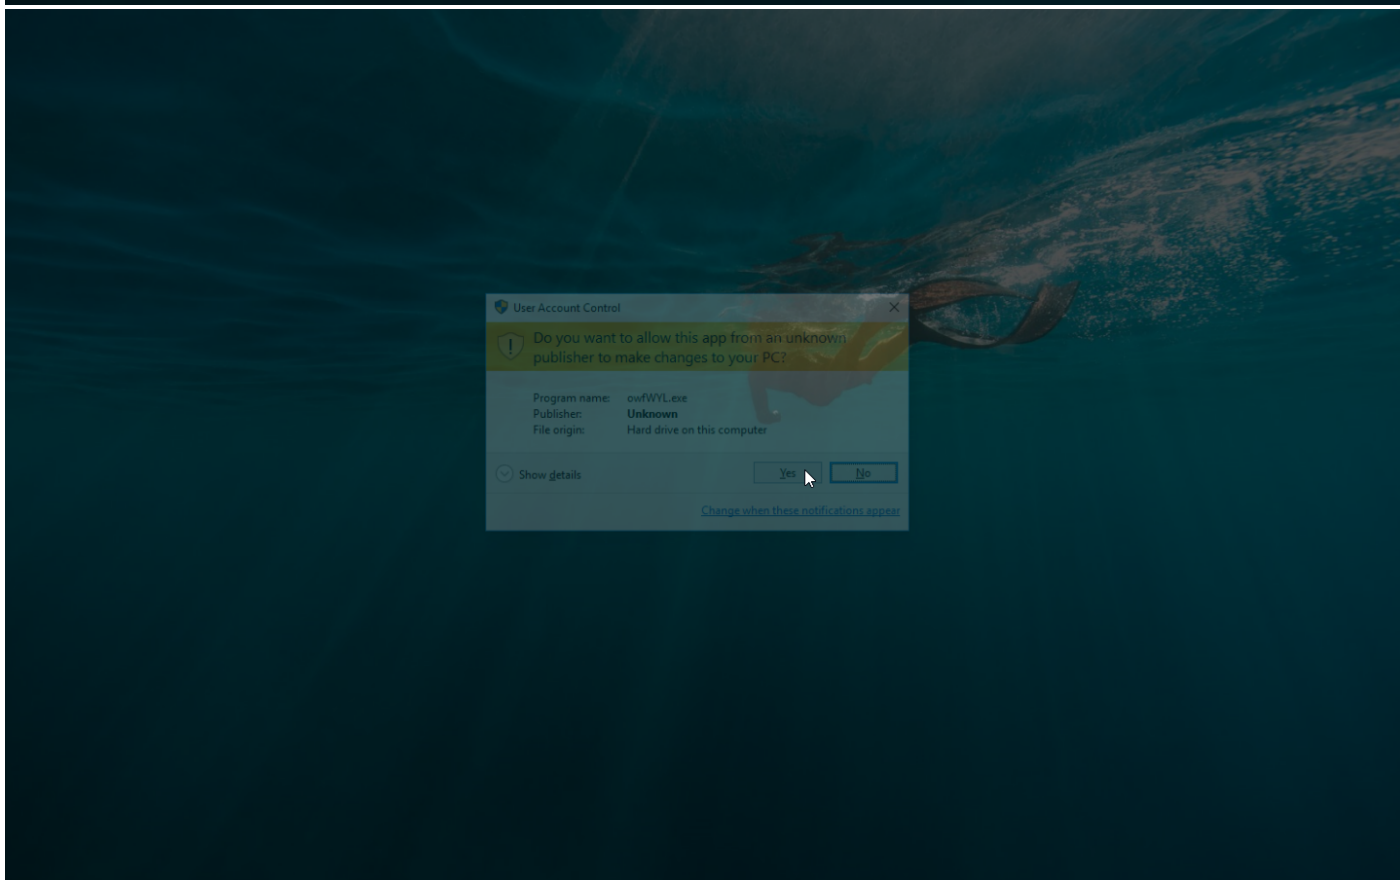 User Account Control
Do you want to allow this app from an unknown
publisher to make changes to your PC?
Program name: owfWYL.exe
Publisher: Unknown
File origin: Hard drive on this computer
Show details Yes No
Change when these notifications appear